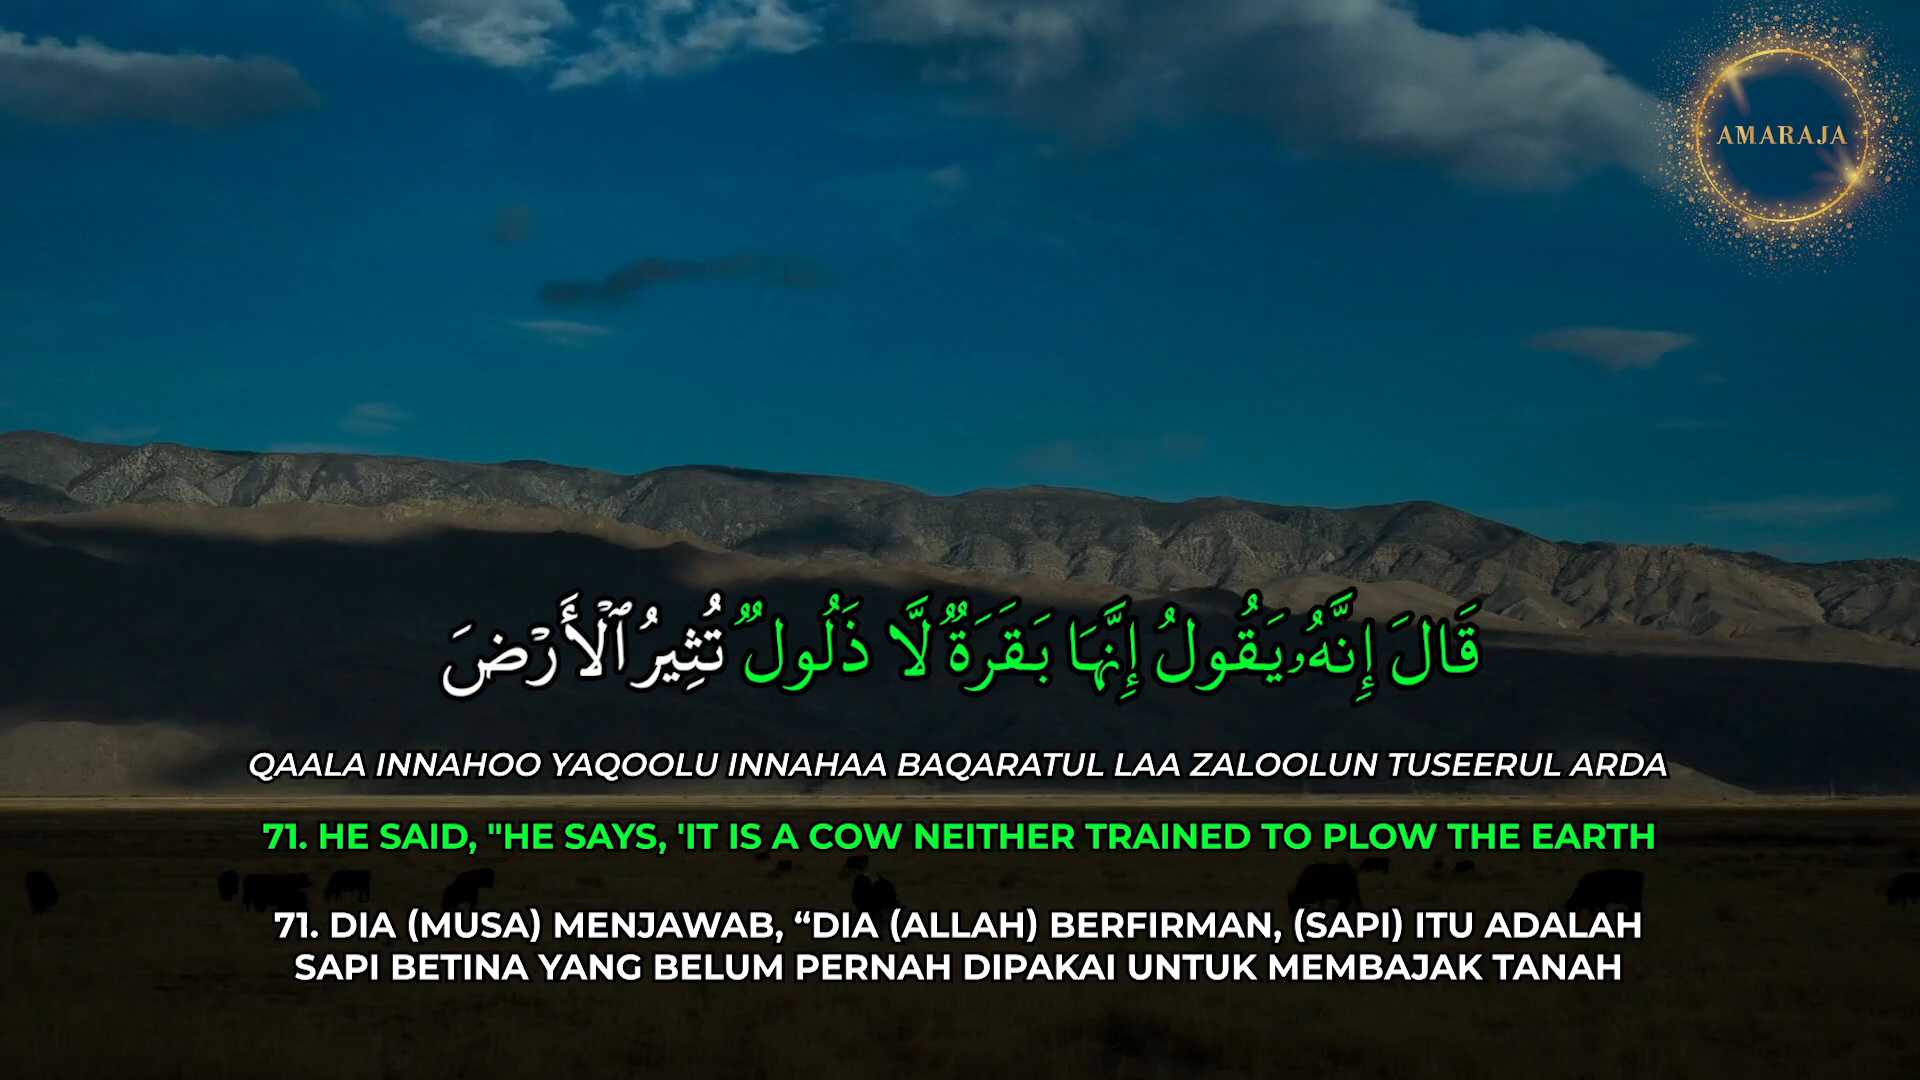 AMARAJA
قَالَ إِنَّهُۥ يَقُولُ إِنَّهَا بَقَرَةٌ لَّا ذَلُولٌ تُثِيرُ ٱلْأَرْضَ
QAALA INNAHOO YAQOOLU INNAHAA BAQARATUL LAA ZALOOLUN TUSEERUL ARDA
71. HE SAID, "HE SAYS, 'IT IS A COW NEITHER TRAINED TO PLOW THE EARTH
71. DIA (MUSA) MENJAWAB, “DIA (ALLAH) BERFIRMAN, (SAPI) ITU ADALAH
SAPI BETINA YANG BELUM PERNAH DIPAKAI UNTUK MEMBAJAK TANAH